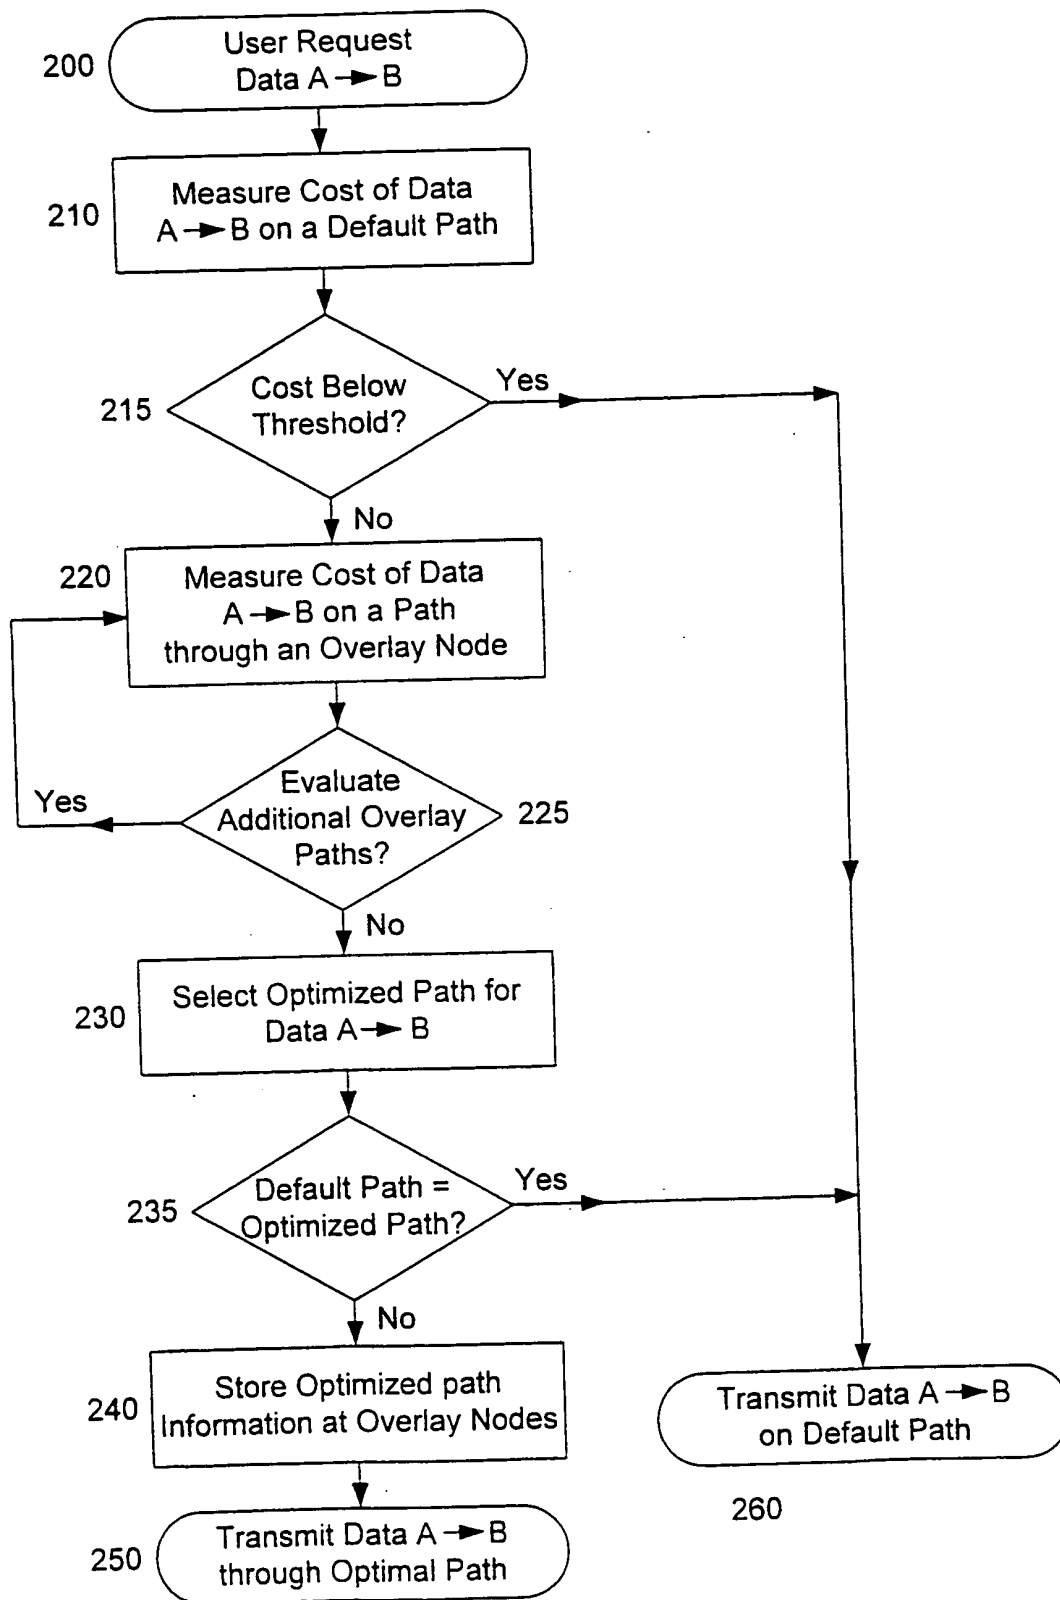 200
User Request
Data A → B
210
Measure Cost of Data
A → B on a Default Path
215
Cost Below
Threshold?
Yes
No
220
Measure Cost of Data
A → B on a Path
through an Overlay Node
Evaluate
Additional Overlay
Paths?
225
Yes
No
230
Select Optimized Path for
Data A → B
235
Default Path =
Optimized Path?
Yes
No
240
Store Optimized path
Information at Overlay Nodes
Transmit Data A → B
on Default Path
260
250
Transmit Data A → B
through Optimal Path